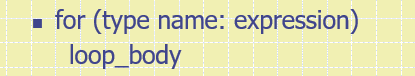 ▪ for (type name: expression)
loop_body